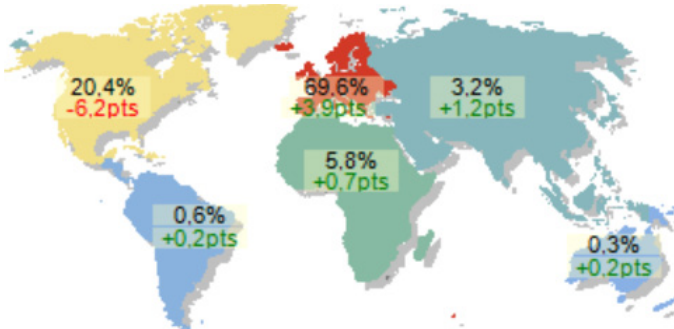 20,4%
-6,2pts
69,6%
+3,9pts
3,2%
+1,2pts
5,8%
+0,7pts
0,6%
+0,2pts
0,3%
+0,2pts